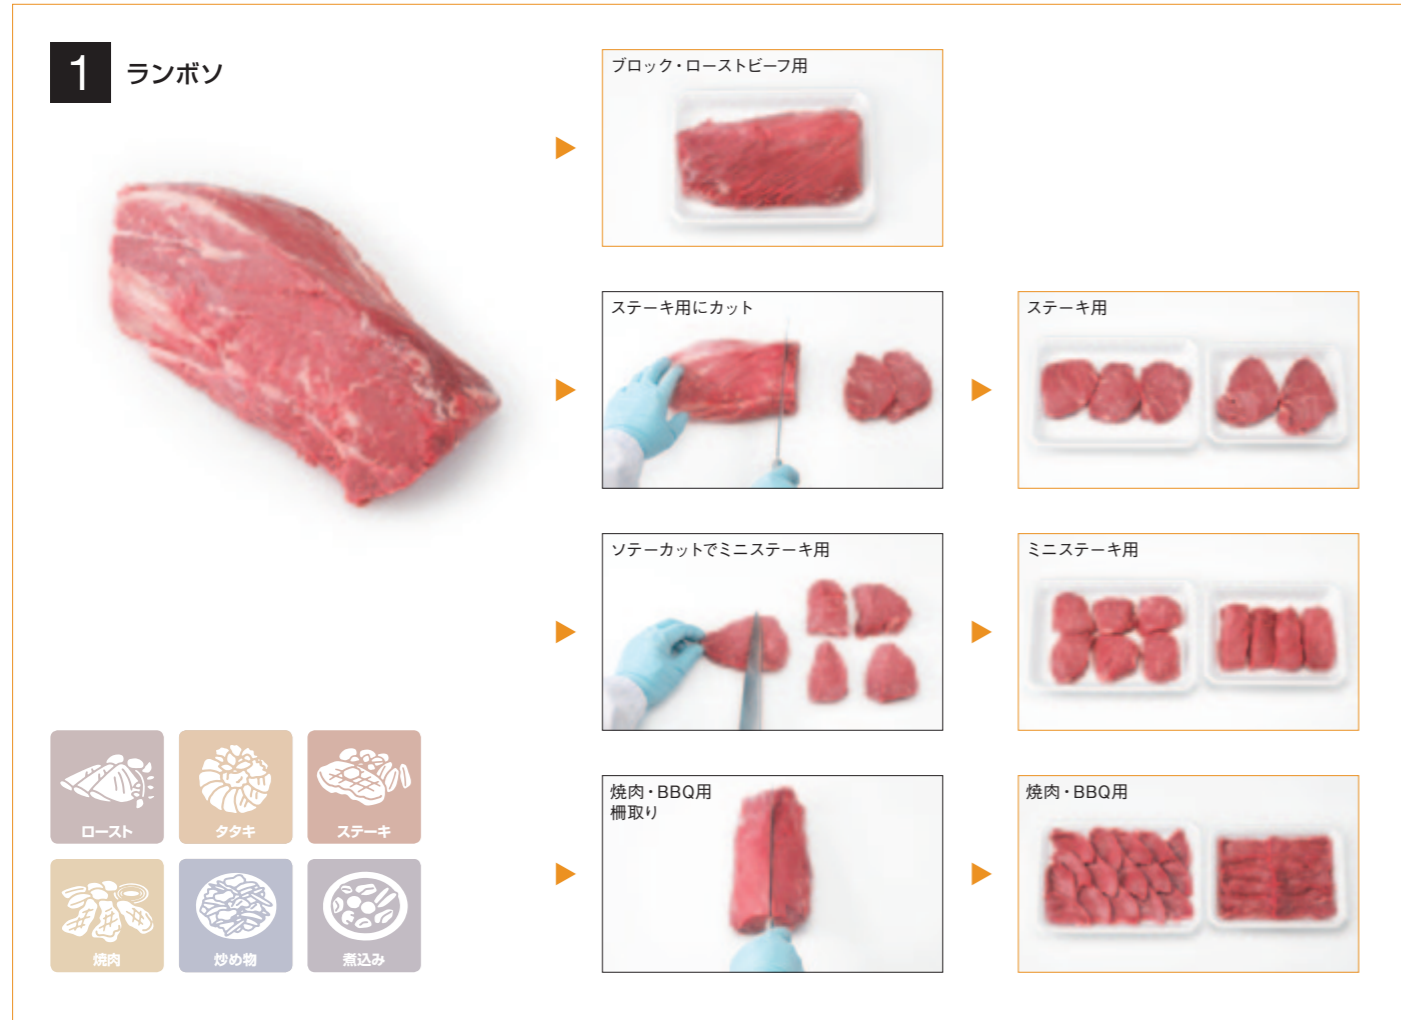 1 ランボソ
ブロック・ローストビーフ用
ステーキ用にカット
ステーキ用
ソテーカットでミニステーキ用
ミニステーキ用
焼肉・BBQ用
柵取り
焼肉・BBQ用
ロースト
タタキ
ステーキ
焼肉
炒め物
煮込み